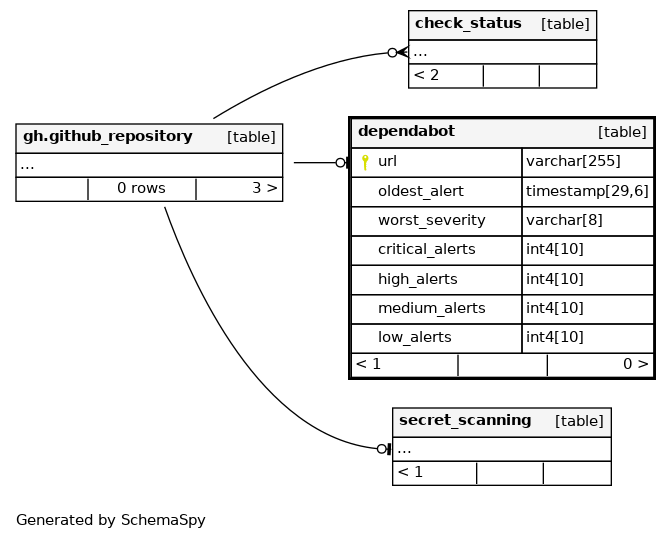 check_status [table]
...
< 2
gh.github_repository [table]
...
0 rows 3 >
dependabot [table]
url varchar[255]
oldest_alert timestamp[29,6]
worst_severity varchar[8]
critical_alerts int4[10]
high_alerts int4[10]
medium_alerts int4[10]
low_alerts int4[10]
< 1 0 >
secret_scanning [table]
...
< 1
Generated by SchemaSpy